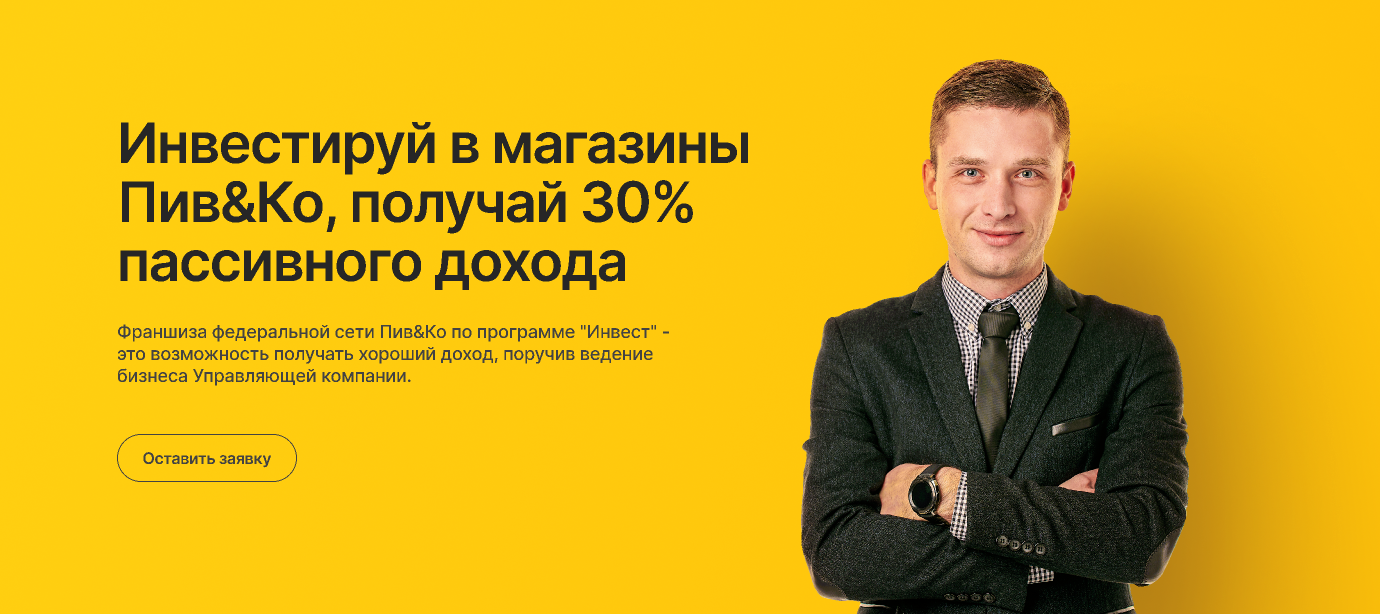 Инвестируй в магазины
Пив&Ко, получай 30%
пассивного дохода
Франшиза федеральной сети Пив&Ко по программе "Инвест" -
это возможность получать хороший доход, поручив ведение
бизнеса Управляющей компании.
Оставить заявку